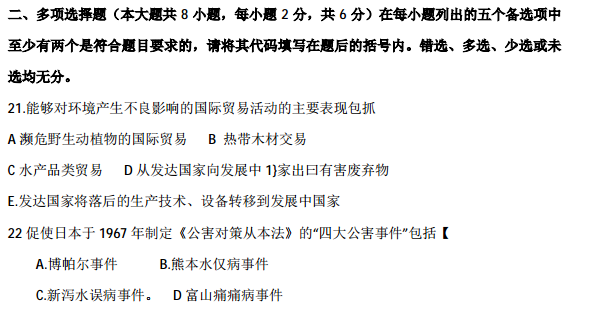 二、多项选择题（本大题共 8 小题，每小题 2 分，共 6 分）在每小题列出的五个备选项中
至少有两个是符合题目要求的，请将其代码填写在题后的括号内。错选、多选、少选或未
选均无分。
21.能够对环境产生不良影响的国际贸易活动的主要表现包抓
A 濒危野生动植物的国际贸易 B 热带木材交易
C 水产品类贸易 D 从发达国家向发展中 1}家出曰有害废弃物
E.发达国家将落后的生产技术、设备转移到发展中国家
22 促使日本于 1967 年制定《公害对策从本法》的“四大公害事件”包括【
A.博帕尔事件 B.熊本水仅病事件
C.新泻水误病事件。 D 富山痛痛病事件